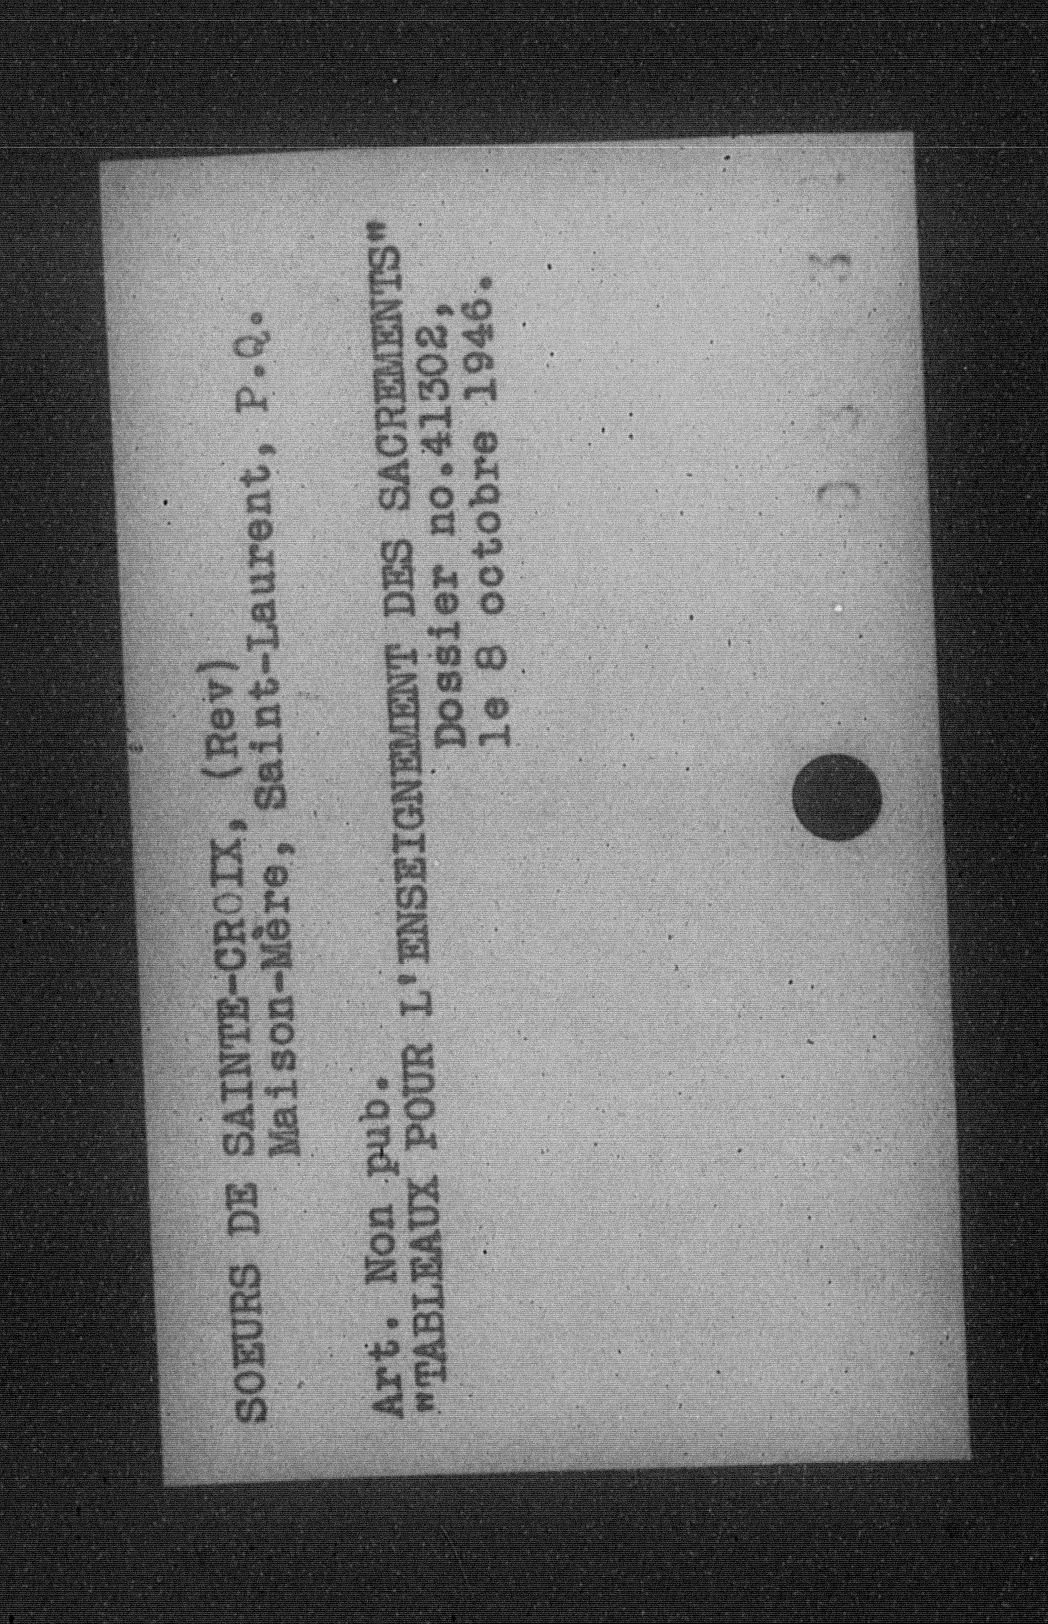 SOEURS DE SAINTE-CROIX, (Rev)
Maison-Mère, Saint-Laurent, P.Q.
Art. Non pub.
"TABLEAUX POUR L'ENSEIGNEMENT DES SACREMENTS"
Dossier no.41302,
le 8 octobre 1946.